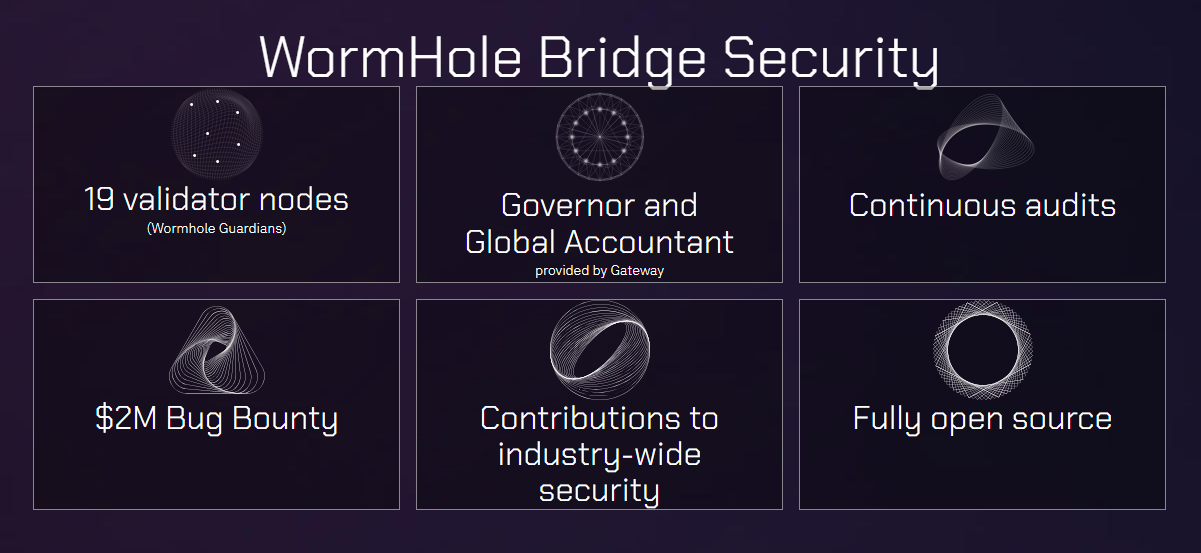 WormHole Bridge Security
19 validator nodes
(Wormhole Guardians)
Governor and
Global Accountant
provided by Gateway
Continuous audits
$2M Bug Bounty
Contributions to
industry-wide
security
Fully open source